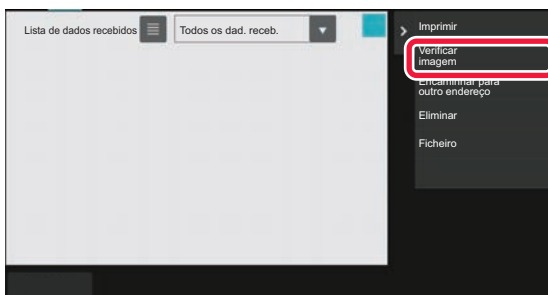 Lista de dados recebidos
Todos os dad. receb.
Imprimir
Verificar
imagem
Encaminhar para
outro endereço
Eliminar
Ficheiro